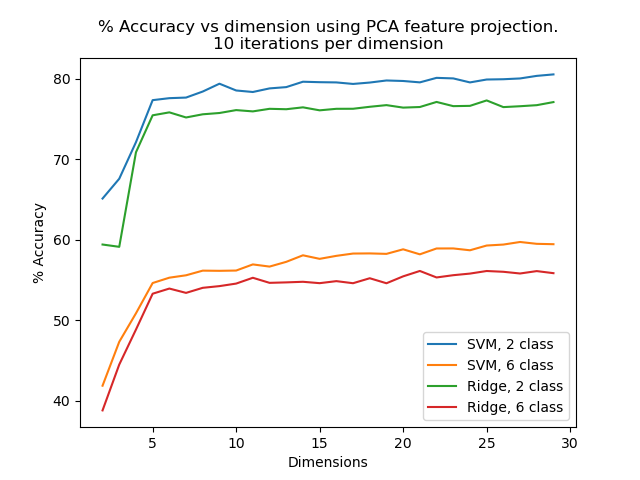 % Accuracy vs dimension using PCA feature projection.
10 iterations per dimension
% Accuracy
80
70
60
50
40
5 10 15 20 25 30
Dimensions
SVM, 2 class
SVM, 6 class
Ridge, 2 class
Ridge, 6 class